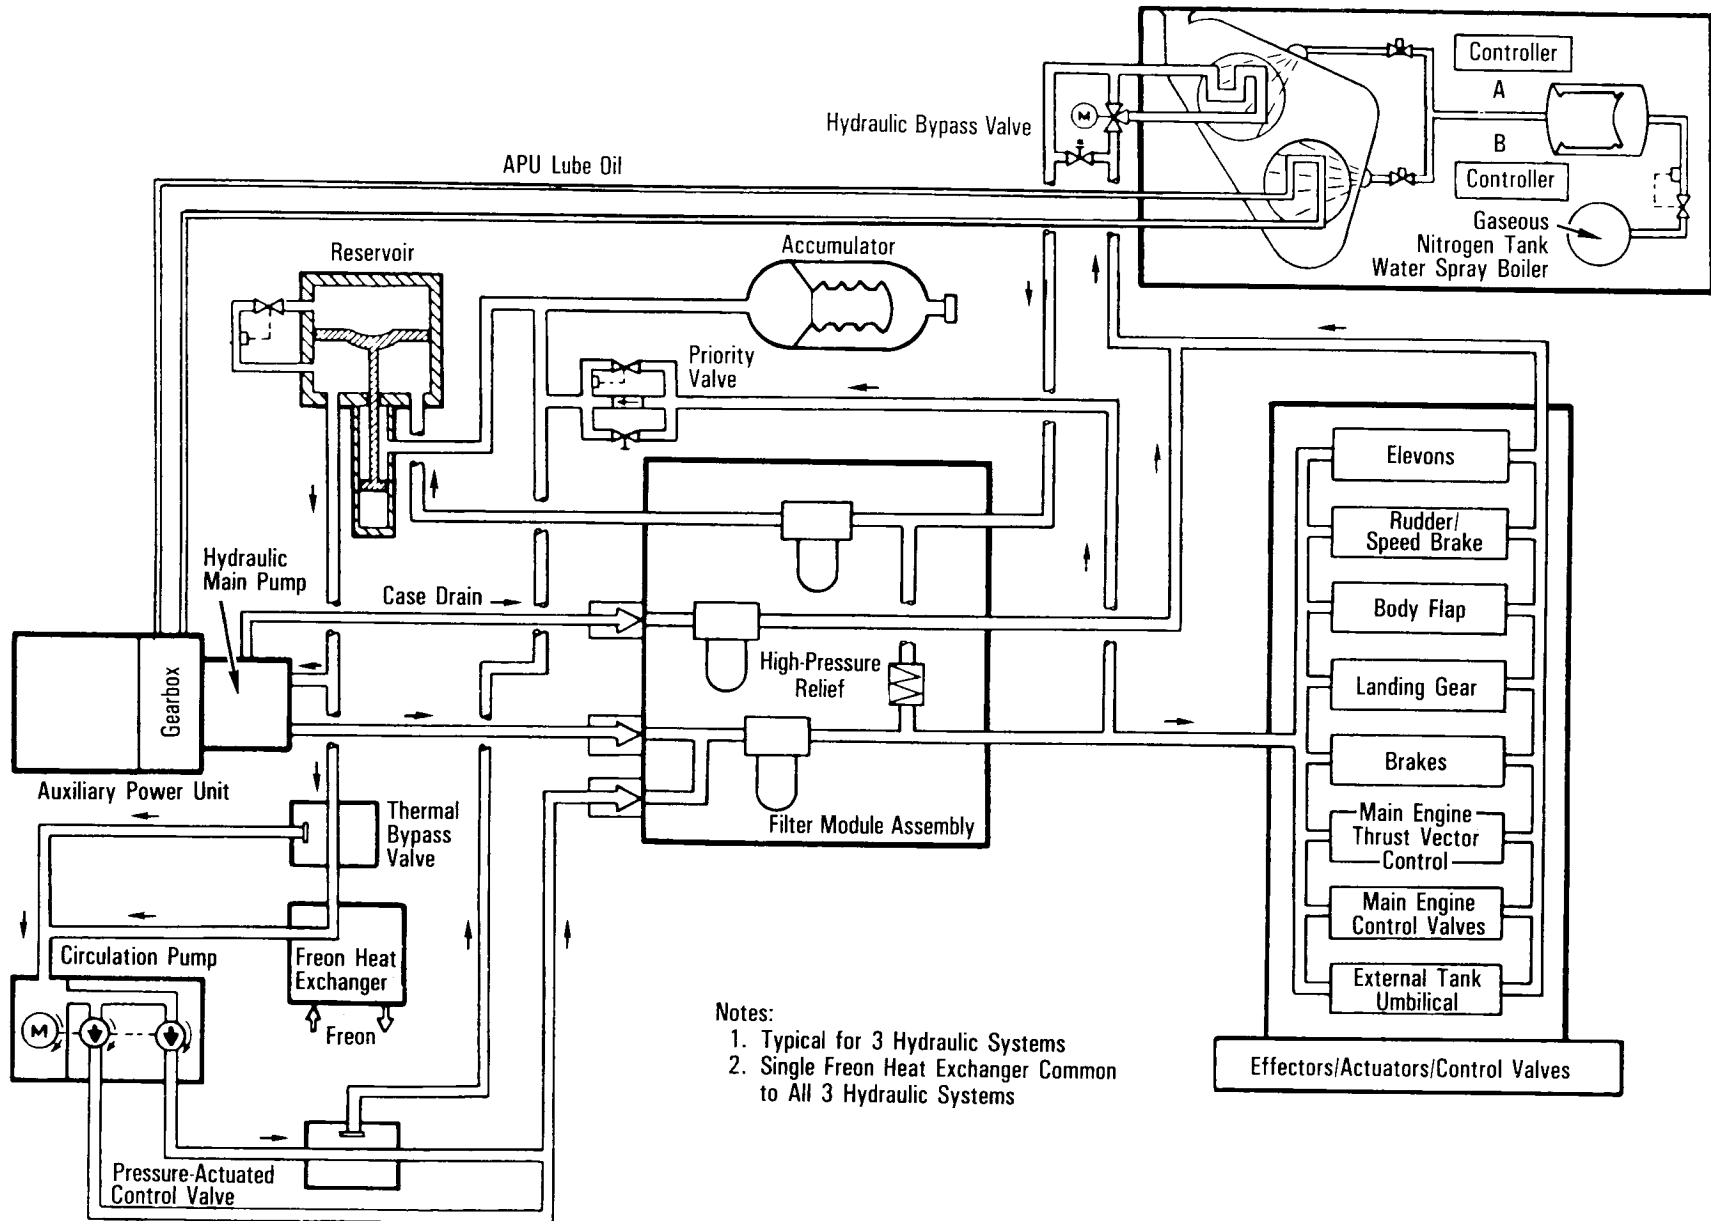 Controller
A
Hydraulic Bypass Valve
M
B
Controller
APU Lube Oil
Gaseous
Nitrogen Tank
Water Spray Boiler
Reservoir
Accumulator
Priority
Valve
Elevons
Rudder/
Speed Brake
Hydraulic
Main Pump
Case Drain
Body Flap
High-Pressure
Relief
Gearbox
Landing Gear
Brakes
Auxiliary Power Unit
Thermal
Bypass
Valve
Filter Module Assembly
Main Engine
Thrust Vector
Control
Main Engine
Control Valves
Circulation Pump
Freon Heat
Exchanger
External Tank
Umbilical
M
Freon
Notes:
1. Typical for 3 Hydraulic Systems
2. Single Freon Heat Exchanger Common
to All 3 Hydraulic Systems
Effectors/Actuators/Control Valves
Pressure-Actuated
Control Valve